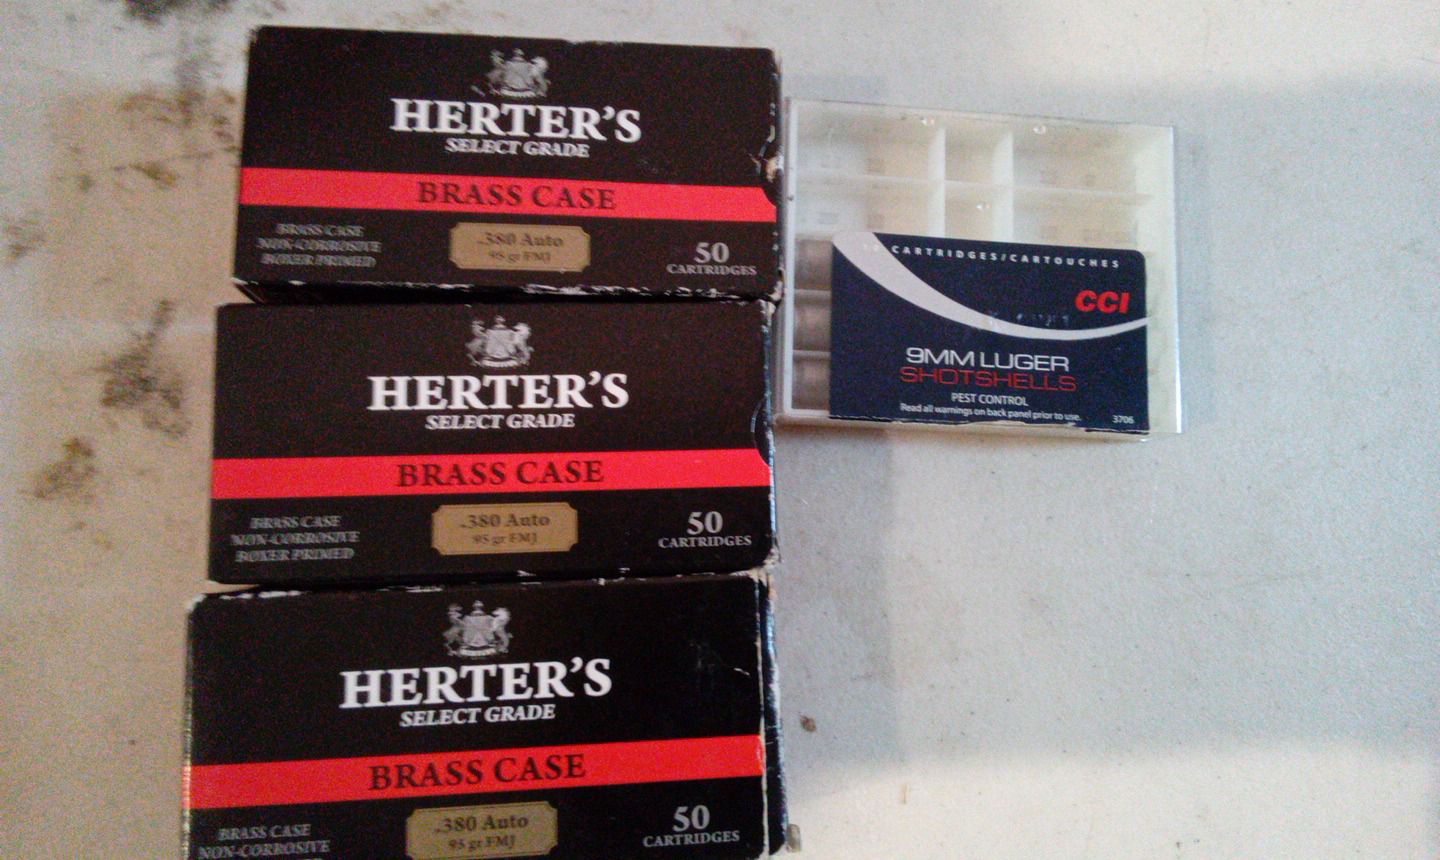 HERTER'S
SELECT GRADE
BRASS CASE
BRASS CASE
NON-CORROSIVE
BOXER PRIMED
.380 Auto
95 gr FMJ
50
CARTRIDGES
HERTER'S
SELECT GRADE
BRASS CASE
BRASS CASE
NON-CORROSIVE
BOXER PRIMED
.380 Auto
95 gr FMJ
50
CARTRIDGES
HERTER'S
SELECT GRADE
BRASS CASE
BRASS CASE
NON-CORROSIVE
.380 Auto
95 gr FMJ
50
CARTRIDGES
CARTRIDGES/CARTOUCHES
CCI
9MM LUGER
SHOTSHELLS
PEST CONTROL
Read all warnings on back panel prior to use.
3706